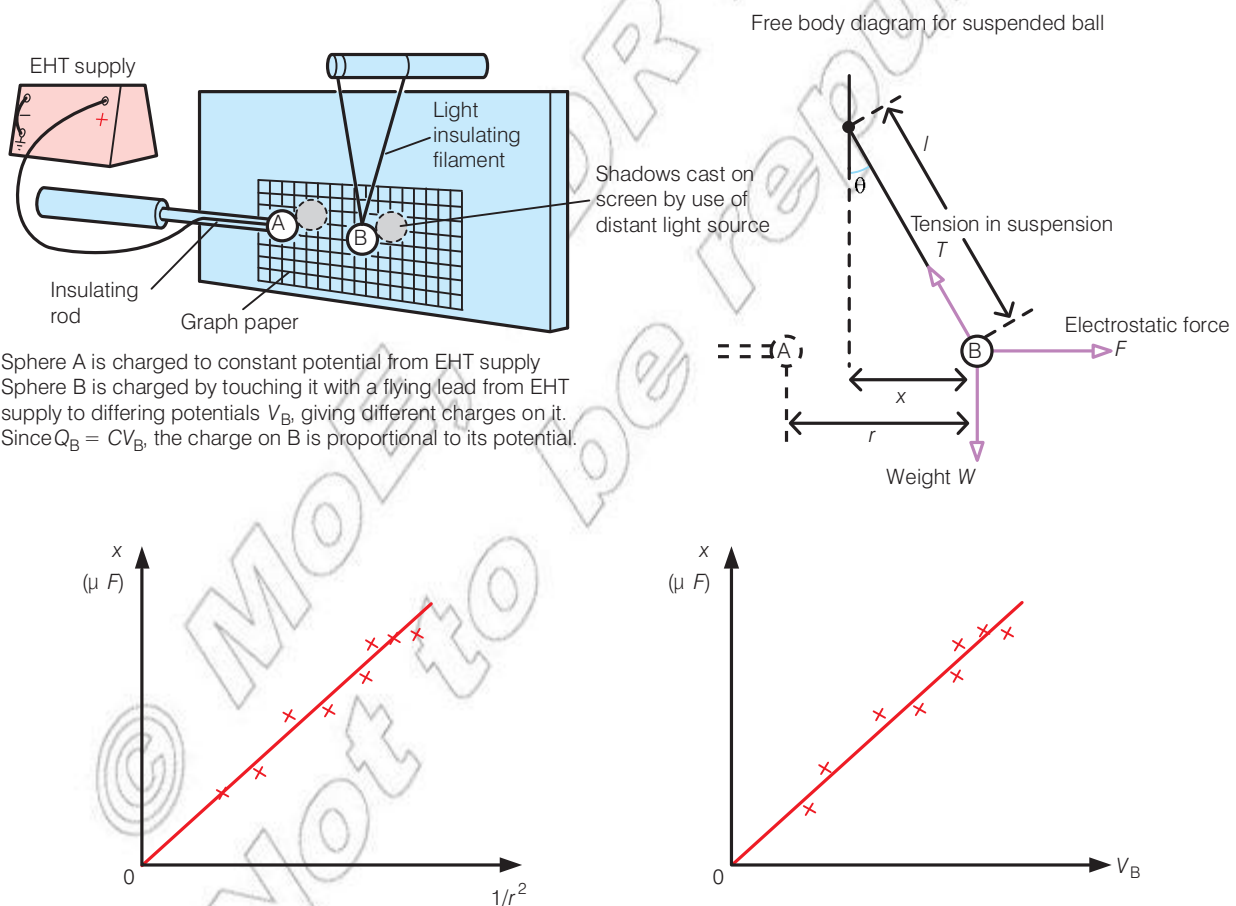 Free body diagram for suspended ball
EHT supply
−
+
Light
insulating
filament
Shadows cast on
screen by use of
distant light source
A
B
Insulating
rod
Graph paper
l
θ
Tension in suspension
T
Electrostatic force
F
A
B
x
r
Weight W
Sphere A is charged to constant potential from EHT supply
Sphere B is charged by touching it with a flying lead from EHT
supply to differing potentials V_B, giving different charges on it.
Since Q_B = CV_B, the charge on B is proportional to its potential.
x
(μ F)
0
1/r²
x
(μ F)
0
V_B
© MoE,
Not to be